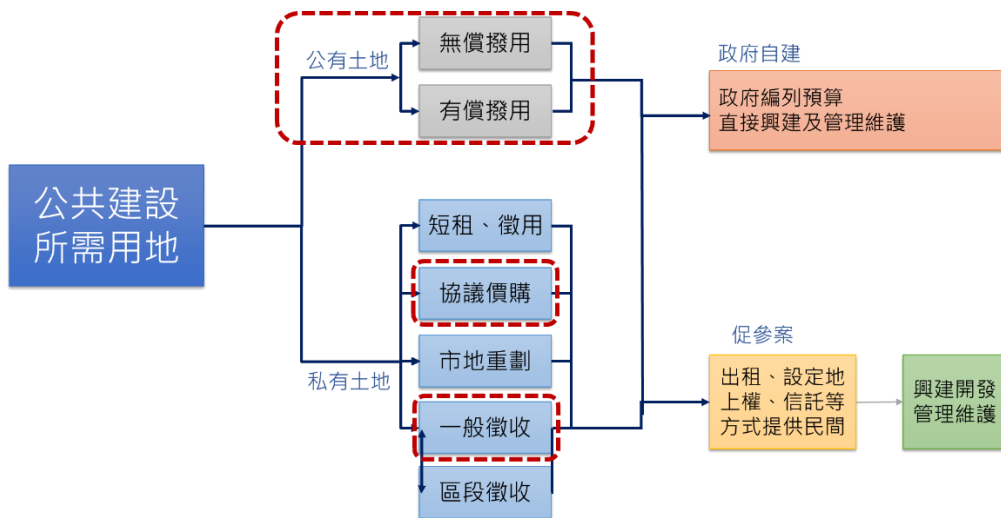 公有土地
無償撥用
有償撥用
政府自建
政府編列預算
直接興建及管理維護
公共建設
所需用地
短租、徵用
協議價購
市地重劃
私有土地
一般徵收
區段徵收
促參案
出租、設定地
上權、信託等
方式提供民間
興建開發
管理維護